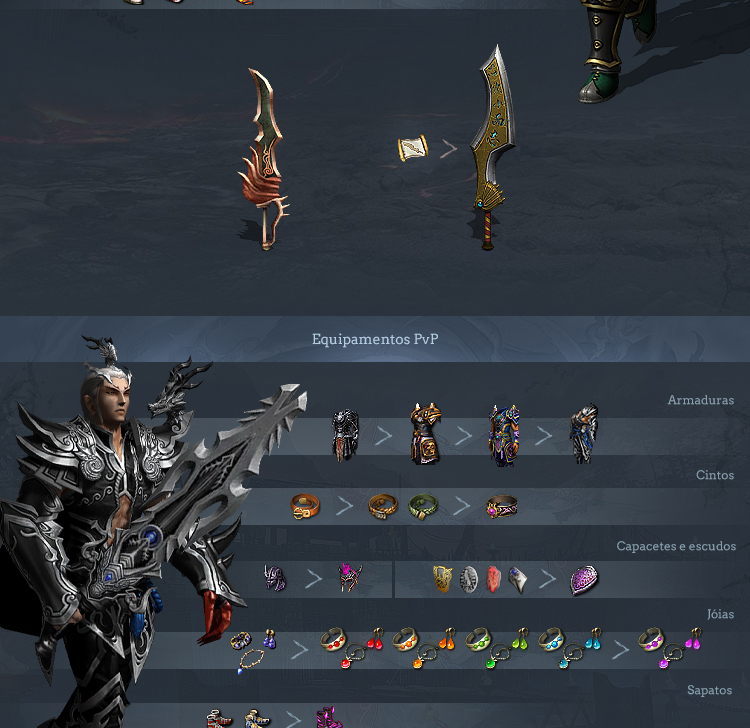 Equipamentos PvP
Armaduras
Cintos
Capacetes e escudos
Jóias
Sapatos